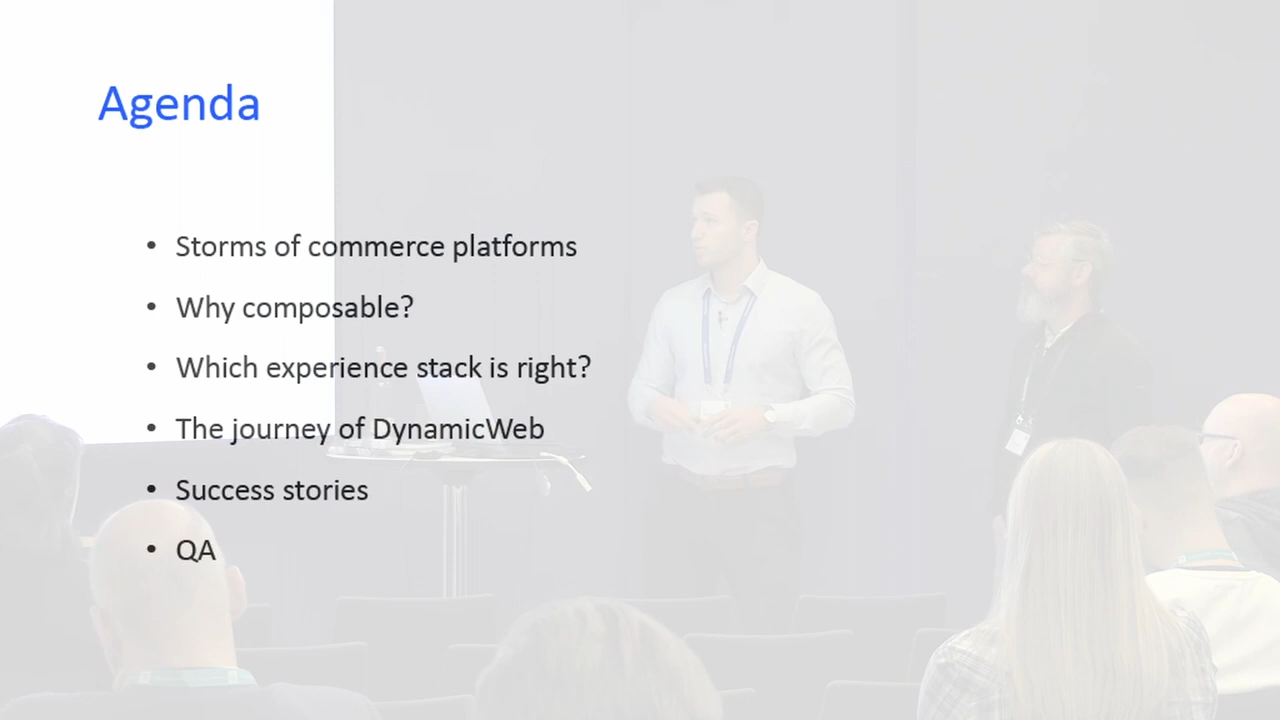 Agenda
• Storms of commerce platforms
• Why composable?
• Which experience stack is right?
• The journey of DynamicWeb
• Success stories
• QA